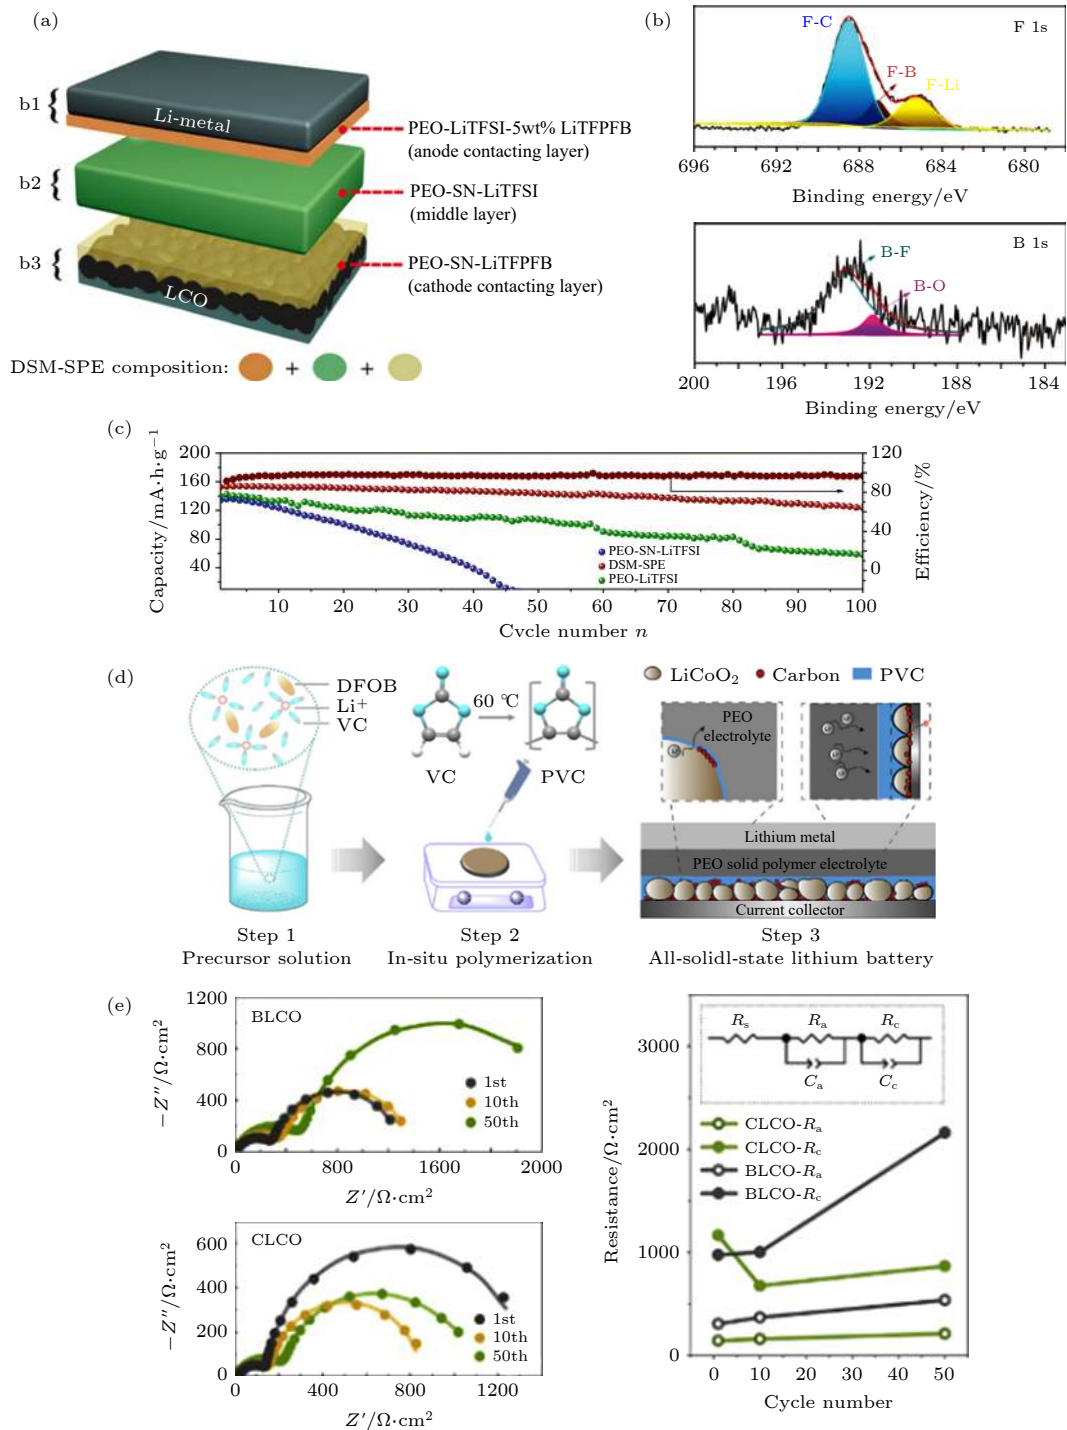 (a)
b1
Li-metal
PEO-LiTFSI-5wt% LiTFPFB
(anode contacting layer)
b2
PEO-SN-LiTFSI
(middle layer)
b3
PEO-SN-LiTFPFB
(cathode contacting layer)
LCO
DSM-SPE composition: + +
(b)
F-C
F 1s
F-B
F-Li
696 692 688 684 680
Binding energy/eV
B 1s
B-F
B-O
200 196 192 188 184
Binding energy/eV
(c)
Capacity/mA·h·g⁻¹
200
160
120
80
40
120
80
40
0
Efficiency/%
PEO-SN-LiTFSI
DSM-SPE
PEO-LiTFSI
10 20 30 40 50 60 70 80 90 100
Cycle number n
(d)
DFOB
Li⁺
VC
60 ℃
VC
PVC
LiCoO₂ Carbon PVC
PEO
electrolyte
Lithium metal
PEO solid polymer electrolyte
Current collector
Step 1
Precursor solution
Step 2
In-situ polymerization
Step 3
All-solidl-state lithium battery
(e)
−Z″/Ω·cm²
1200
800
400
0
BLCO
1st
10th
50th
0 800 1600 2000
Z′/Ω·cm²
−Z″/Ω·cm²
600
400
200
0
CLCO
1st
10th
50th
0 400 800 1200
Z′/Ω·cm²
Resistance/Ω·cm²
3000
2000
1000
0
Rₛ Rₐ R꜀
Cₐ C꜀
CLCO-Rₐ
CLCO-R꜀
BLCO-Rₐ
BLCO-R꜀
0 10 20 30 40 50
Cycle number